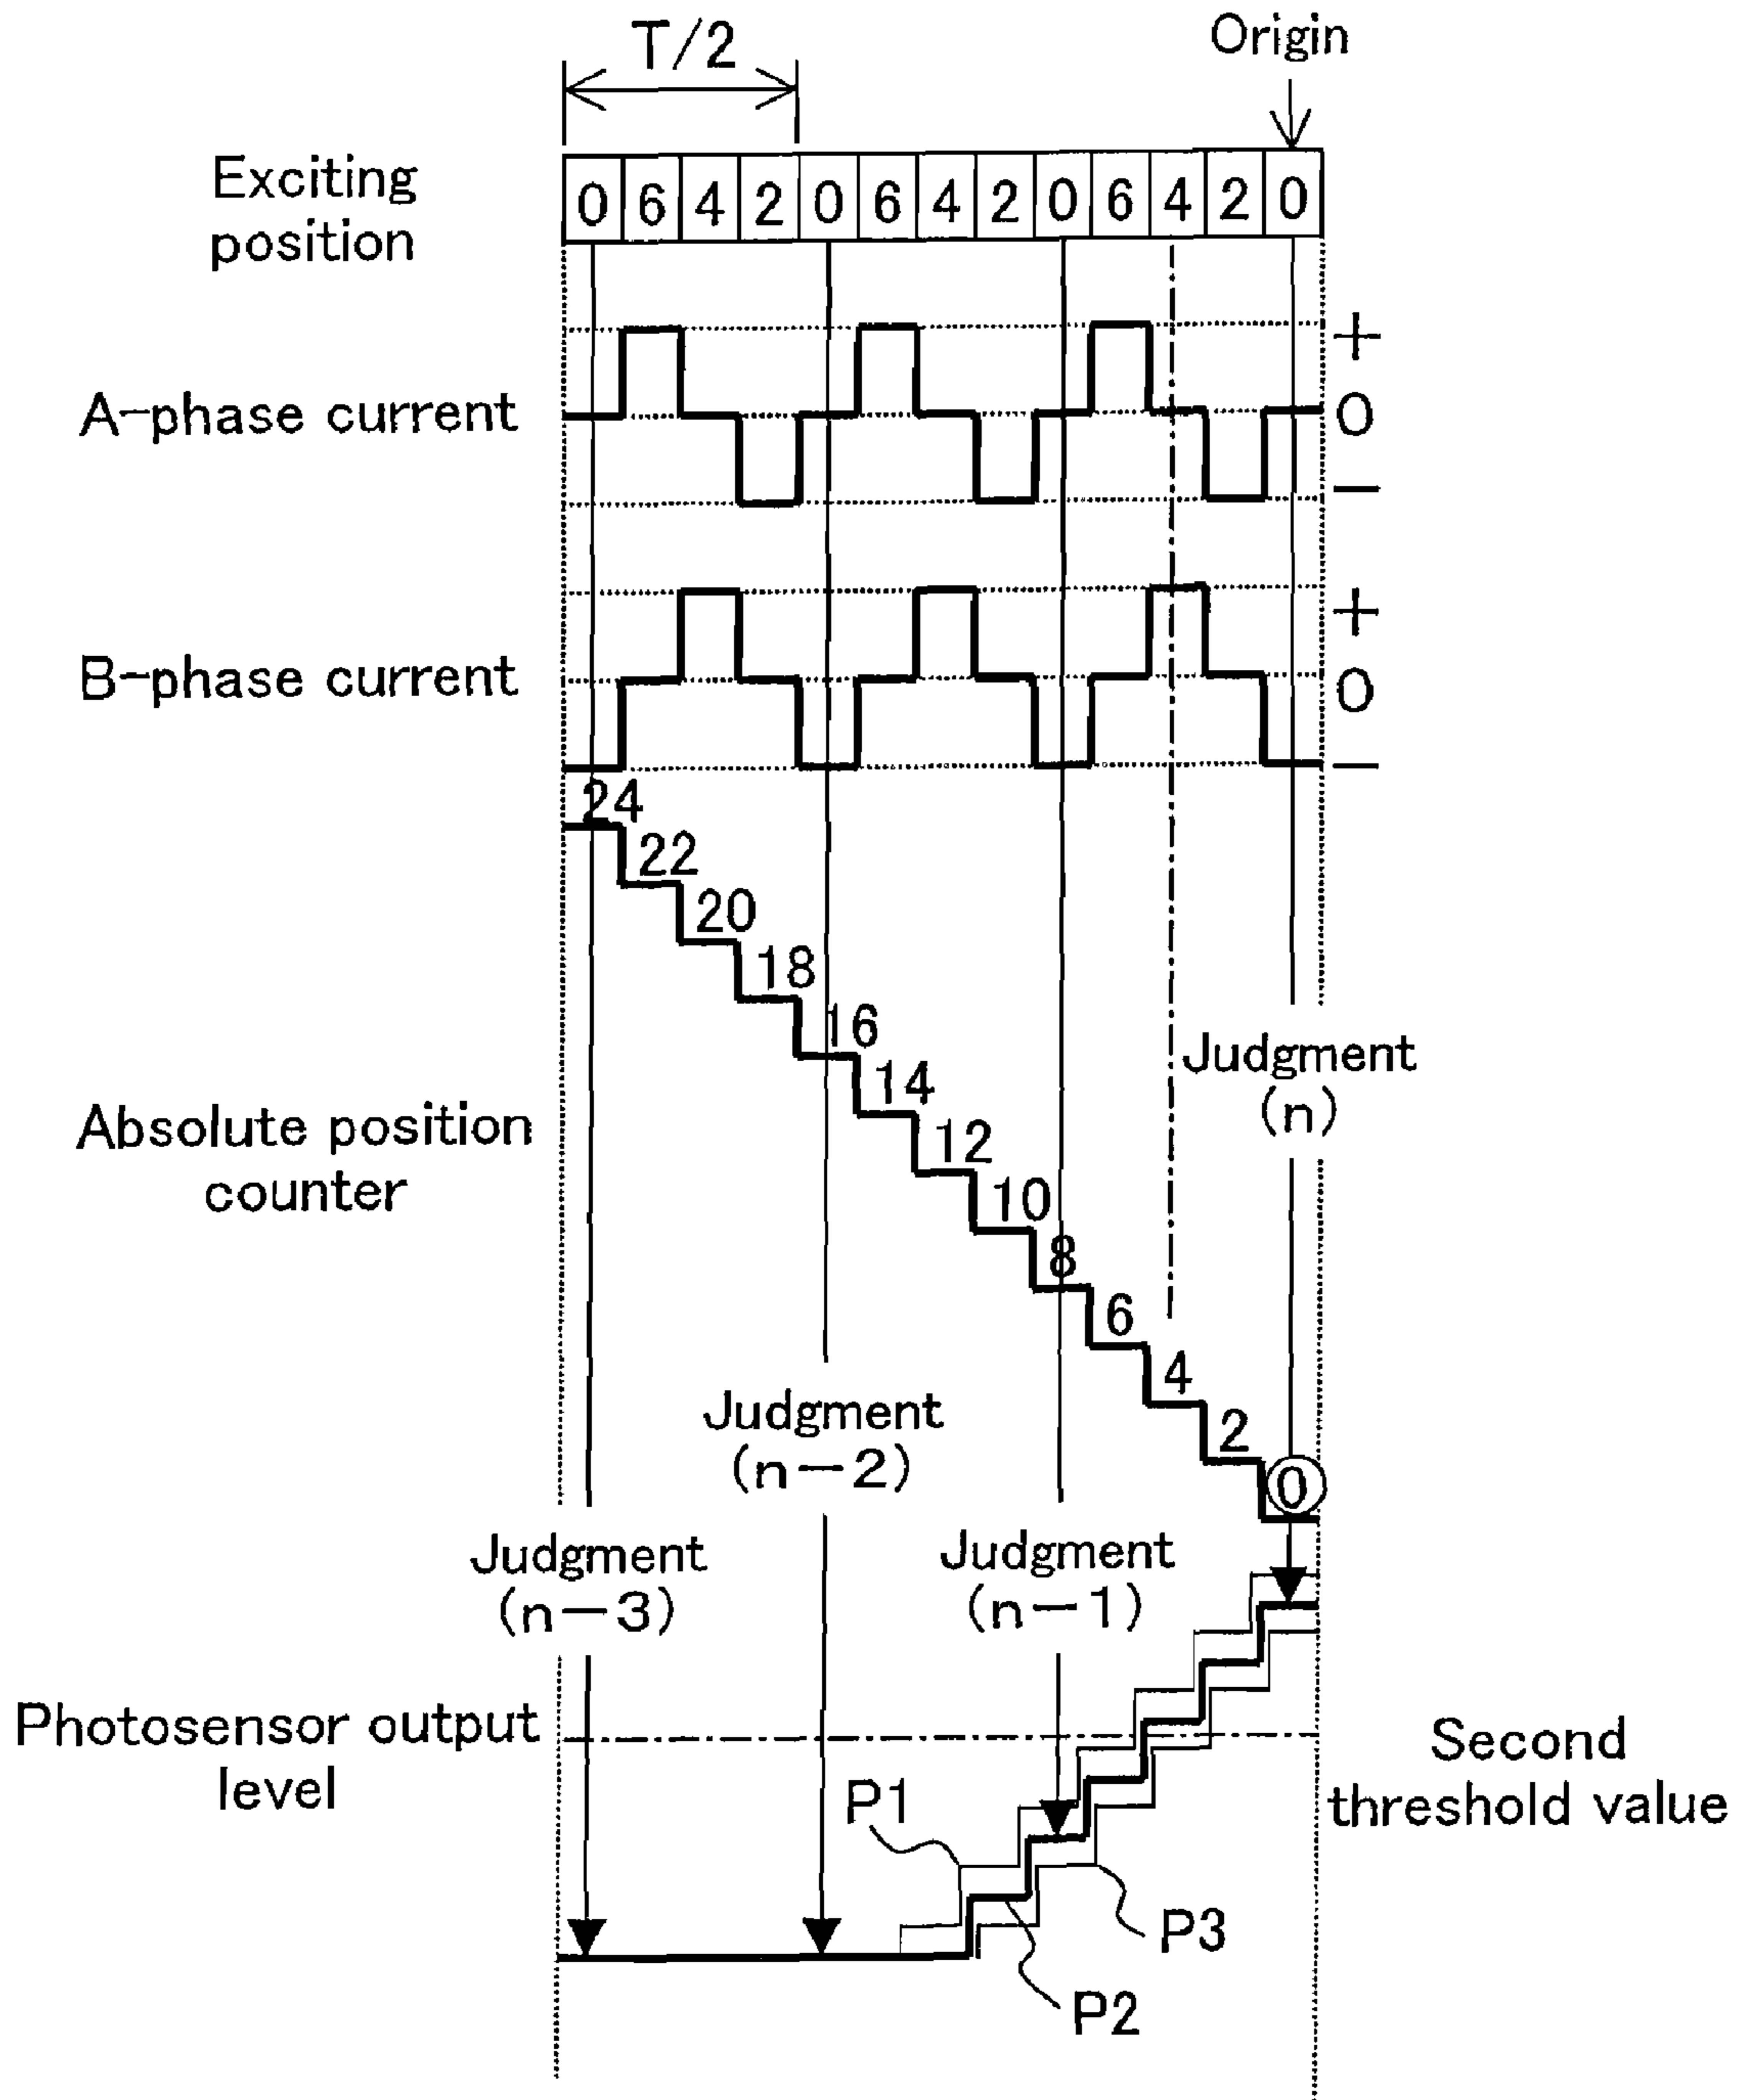 T/2
Origin
Exciting
position
0 6 4 2 0 6 4 2 0 6 4 2 0
A-phase current
+
0
−
B-phase current
+
0
−
24
22
20
18
16
14
12
10
8
6
4
2
0
Absolute position
counter
Judgment
(n)
Judgment
(n−2)
Judgment
(n−3)
Judgment
(n−1)
Photosensor output
level
Second
threshold value
P1
P3
P2